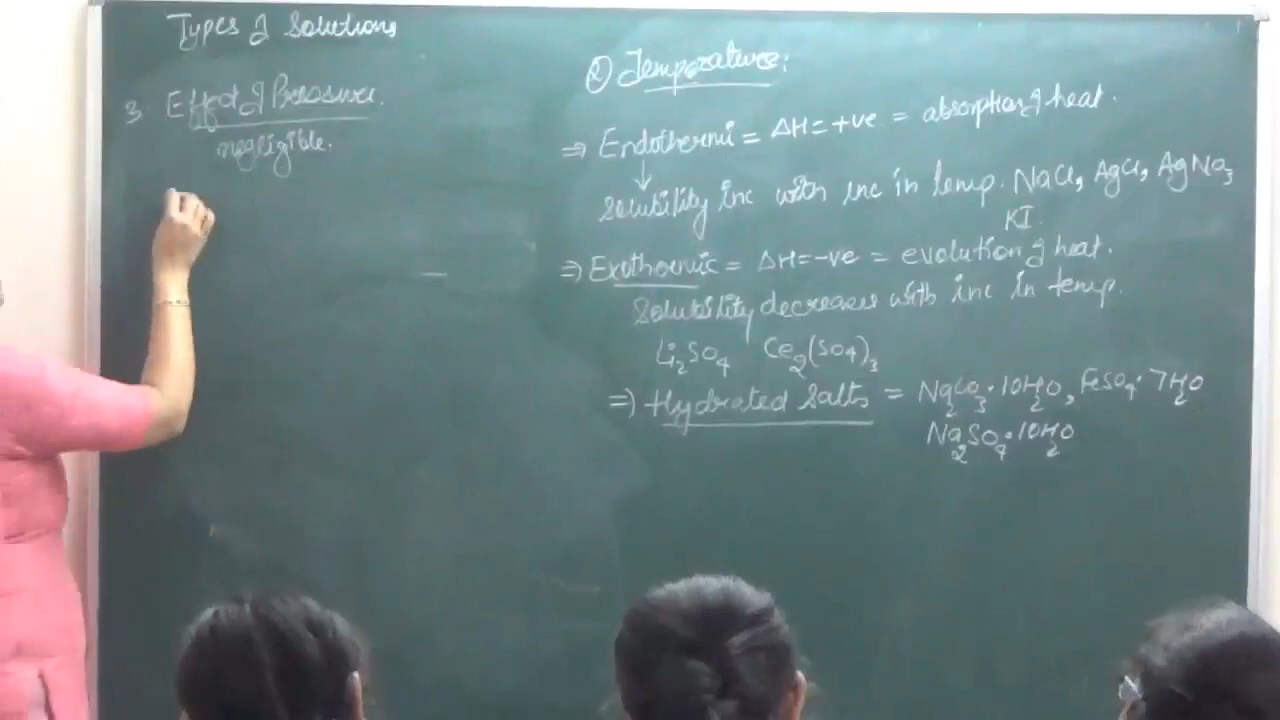 Types of Solutions
3. Effect of Pressure.
negligible.
② Temperature:
⇒ Endothermi = ΔH = +ve = absorption of heat.
↓
Solubility inc with inc in temp. NaCl, AgCl, AgNO₃
KI.
⇒ Exothermic = ΔH = -ve = evolution of heat.
Solubility decreases with inc in temp.
Li₂SO₄ Ce₂(SO₄)₃
⇒ Hydrated Salts = Na₂CO₃·10H₂O, FeSO₄·7H₂O
Na₂SO₄·10H₂O